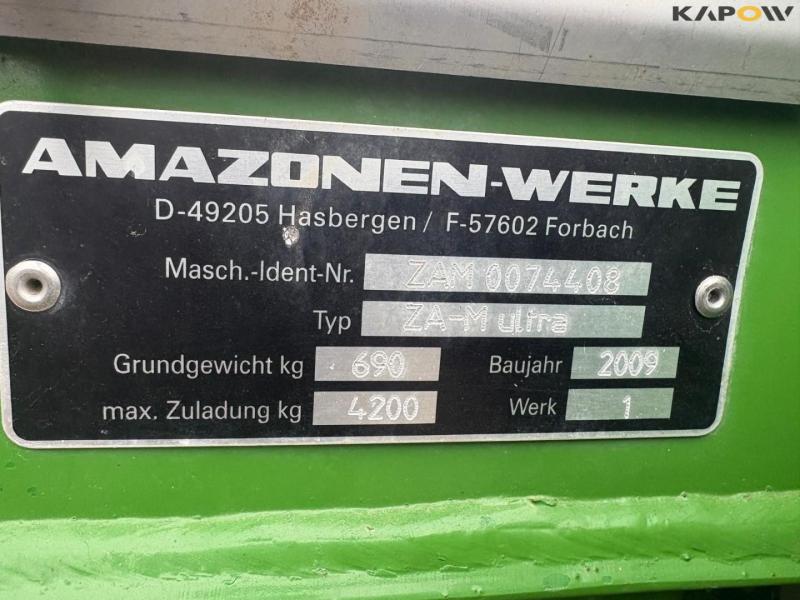 KAPOW
AMAZONEN-WERKE
D-49205 Hasbergen / F-57602 Forbach
Masch.-Ident-Nr. ZAM 0074408
Typ ZA-M ultra
Grundgewicht kg 690 Baujahr 2009
max. Zuladung kg 4200 Werk 1